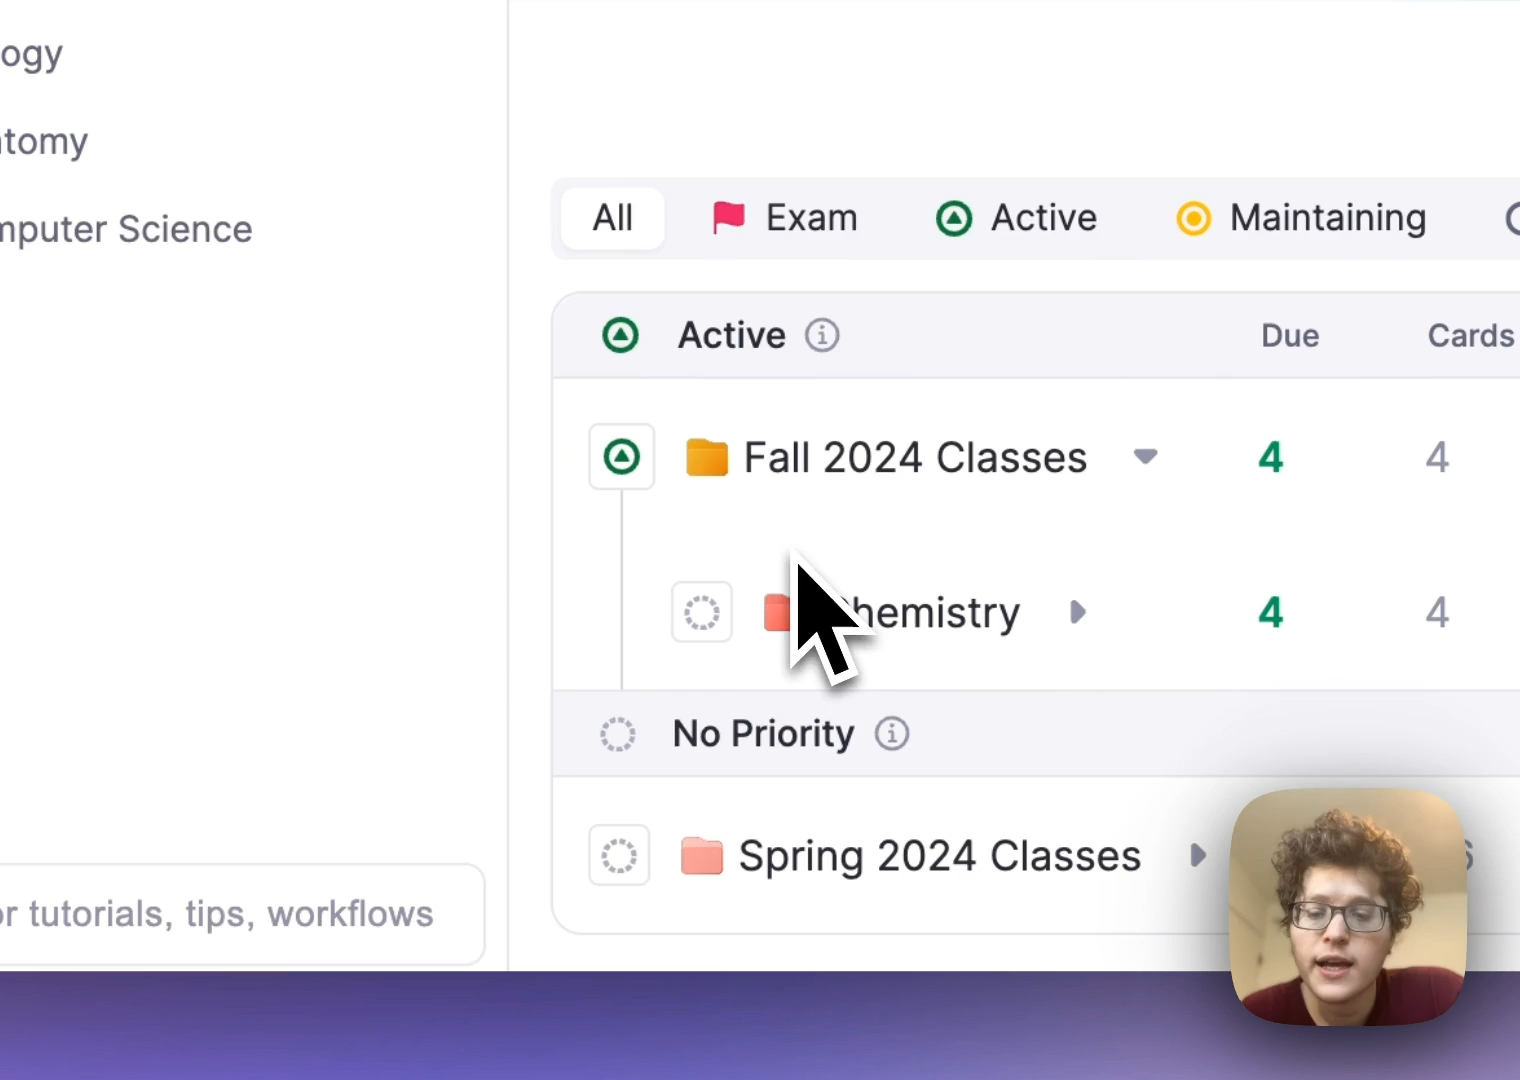 ogy
tomy
mputer Science
All Exam Active Maintaining
Active Due Cards
Fall 2024 Classes 4 4
hemistry 4 4
No Priority
Spring 2024 Classes
or tutorials, tips, workflows